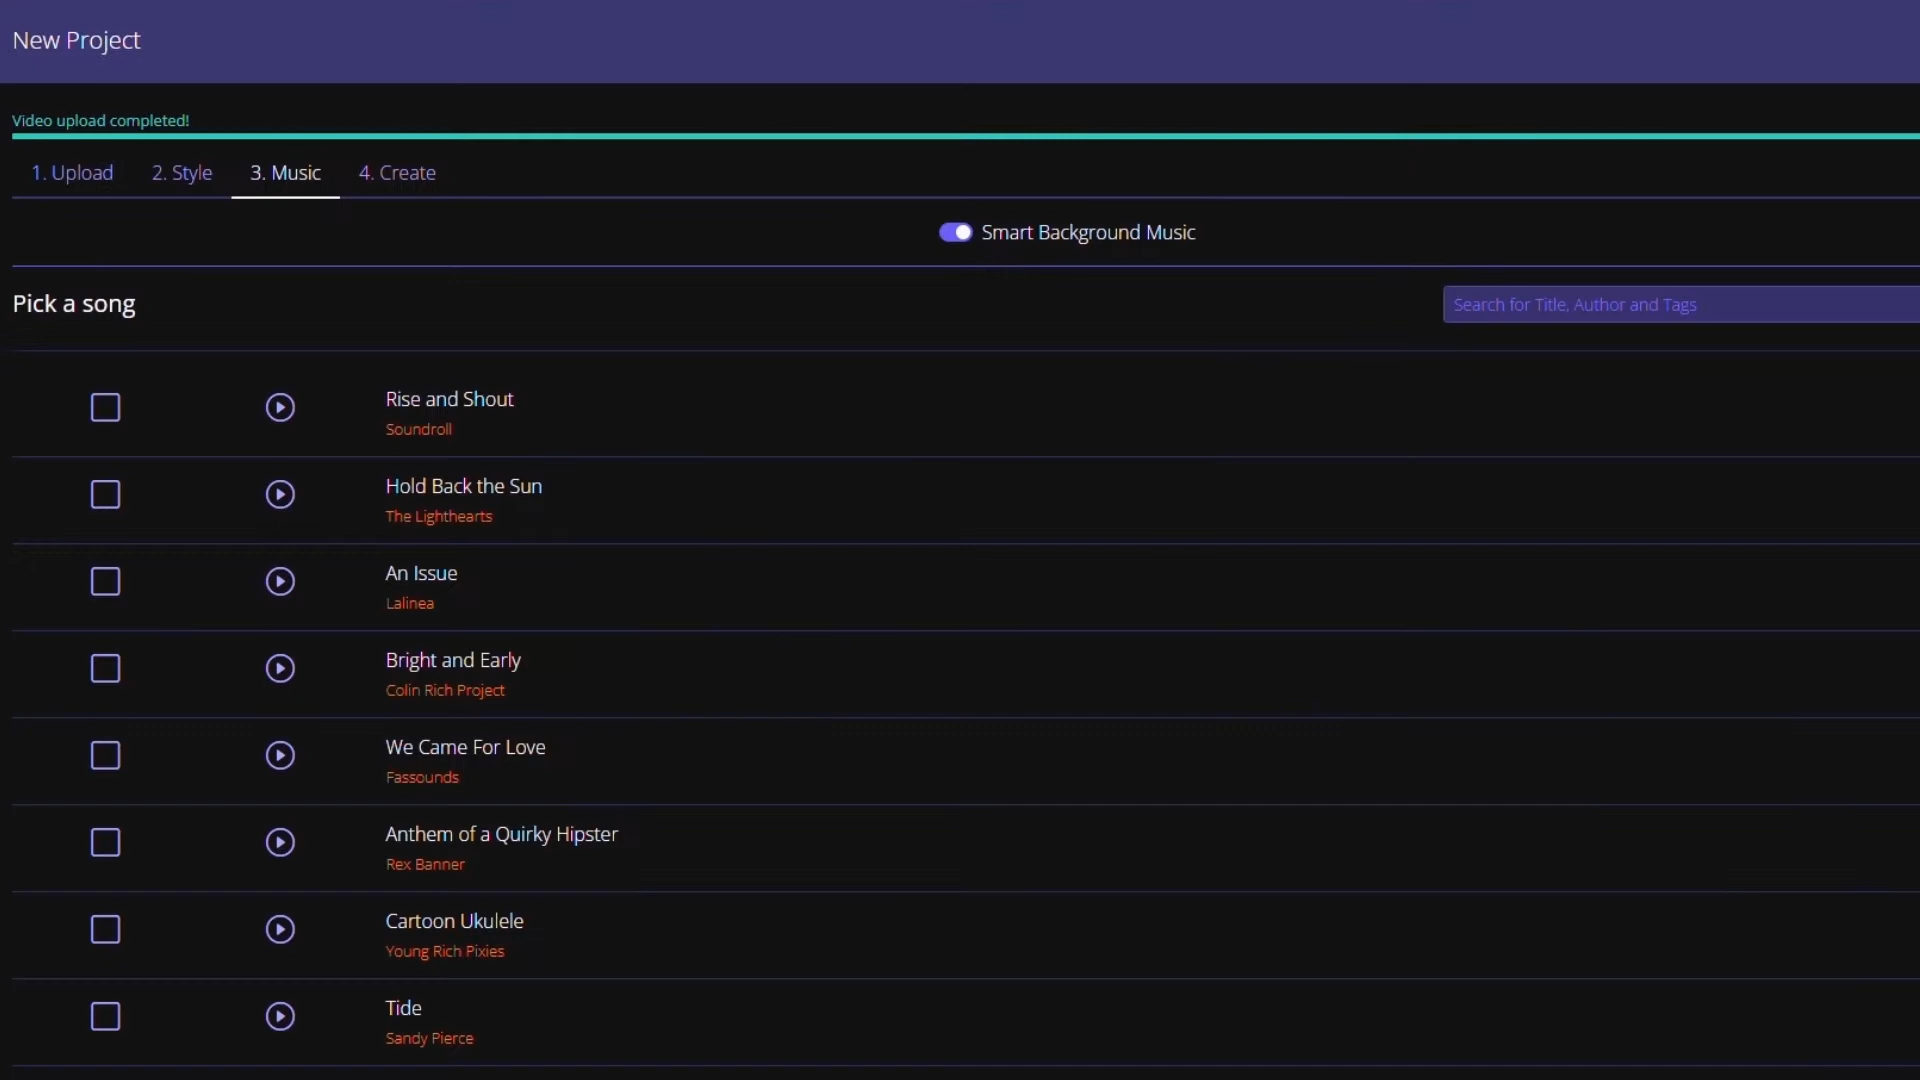 New Project
Video upload completed!
1. Upload 2. Style 3. Music 4. Create
Smart Background Music
Pick a song
Search for Title, Author and Tags
Rise and Shout
Soundroll
Hold Back the Sun
The Lighthearts
An Issue
Lalinea
Bright and Early
Colin Rich Project
We Came For Love
Fassounds
Anthem of a Quirky Hipster
Rex Banner
Cartoon Ukulele
Young Rich Pixies
Tide
Sandy Pierce